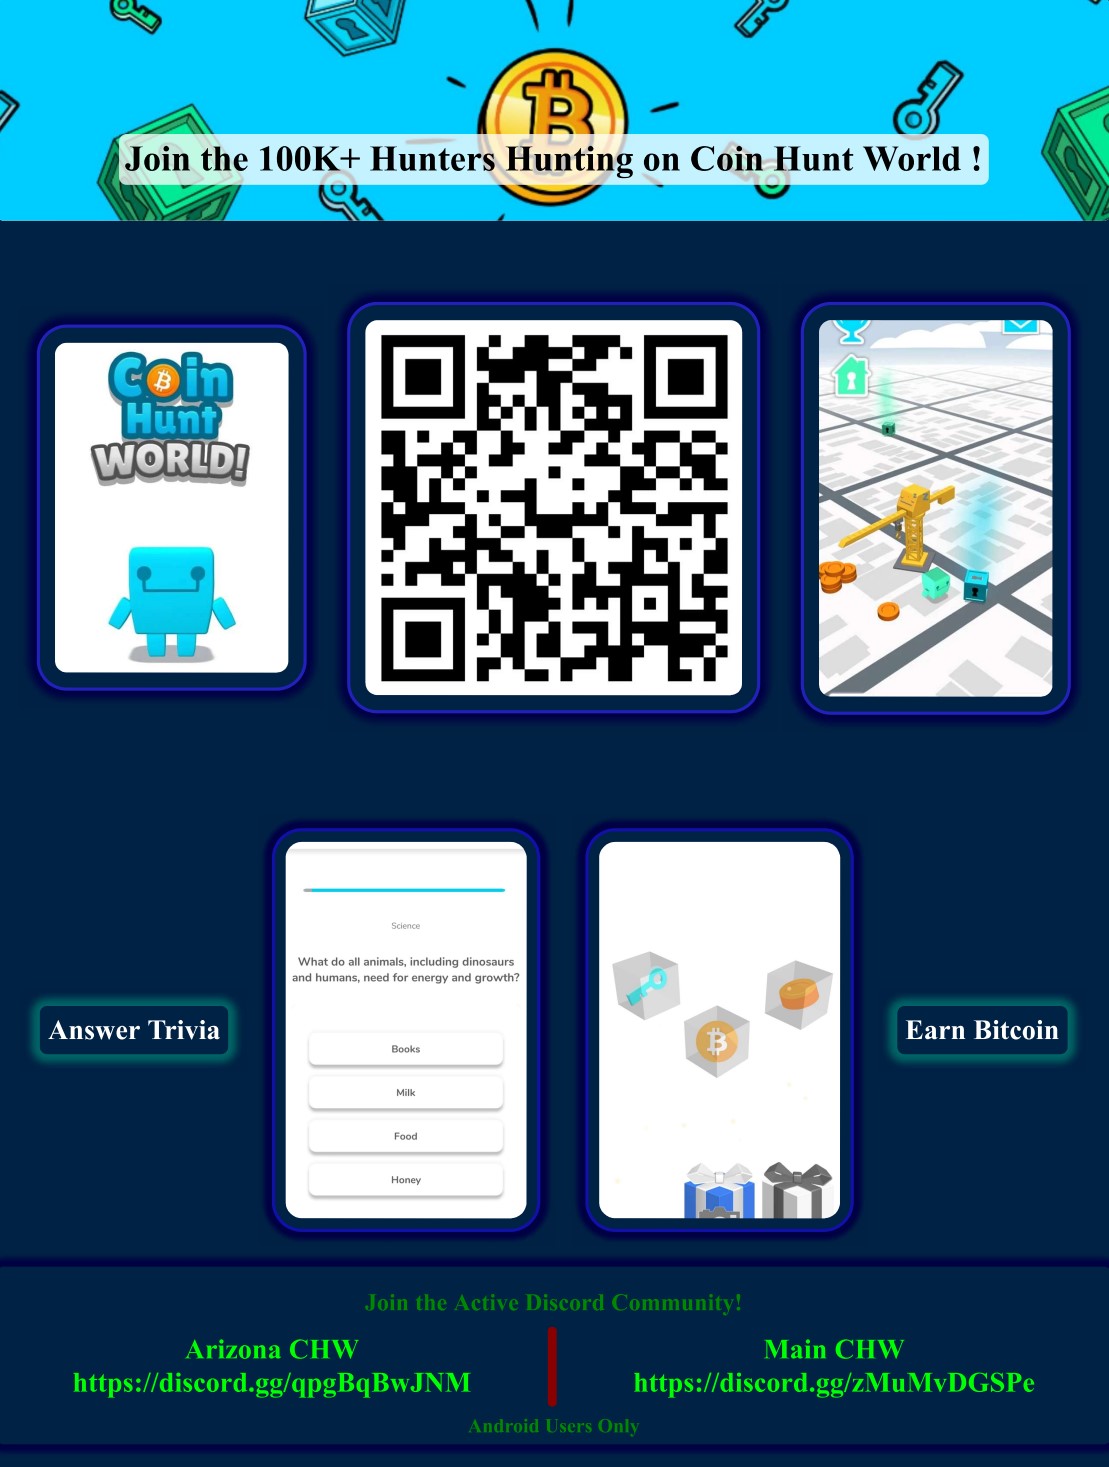 Join the 100K+ Hunters Hunting on Coin Hunt World !
Coin
Hunt
WORLD!
Science
What do all animals, including dinosaurs
and humans, need for energy and growth?
Books
Milk
Food
Honey
Answer Trivia
Earn Bitcoin
Join the Active Discord Community!
Arizona CHW
https://discord.gg/qpgBqBwJNM
Main CHW
https://discord.gg/zMuMvDGSPe
Android Users Only